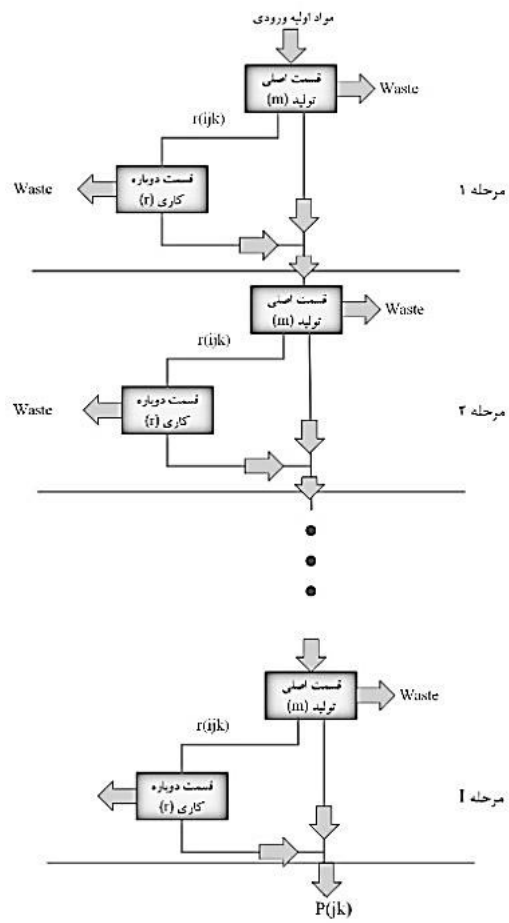 مواد اولیه ورودی
قسمت اصلی
تولید (m)
Waste
r(ijk)
قسمت دوباره
کاری (r)
Waste
مرحله ۱
قسمت اصلی
تولید (m)
Waste
r(ijk)
قسمت دوباره
کاری (r)
Waste
مرحله ۲
قسمت اصلی
تولید (m)
Waste
r(ijk)
قسمت دوباره
کاری (r)
مرحله I
P(jk)